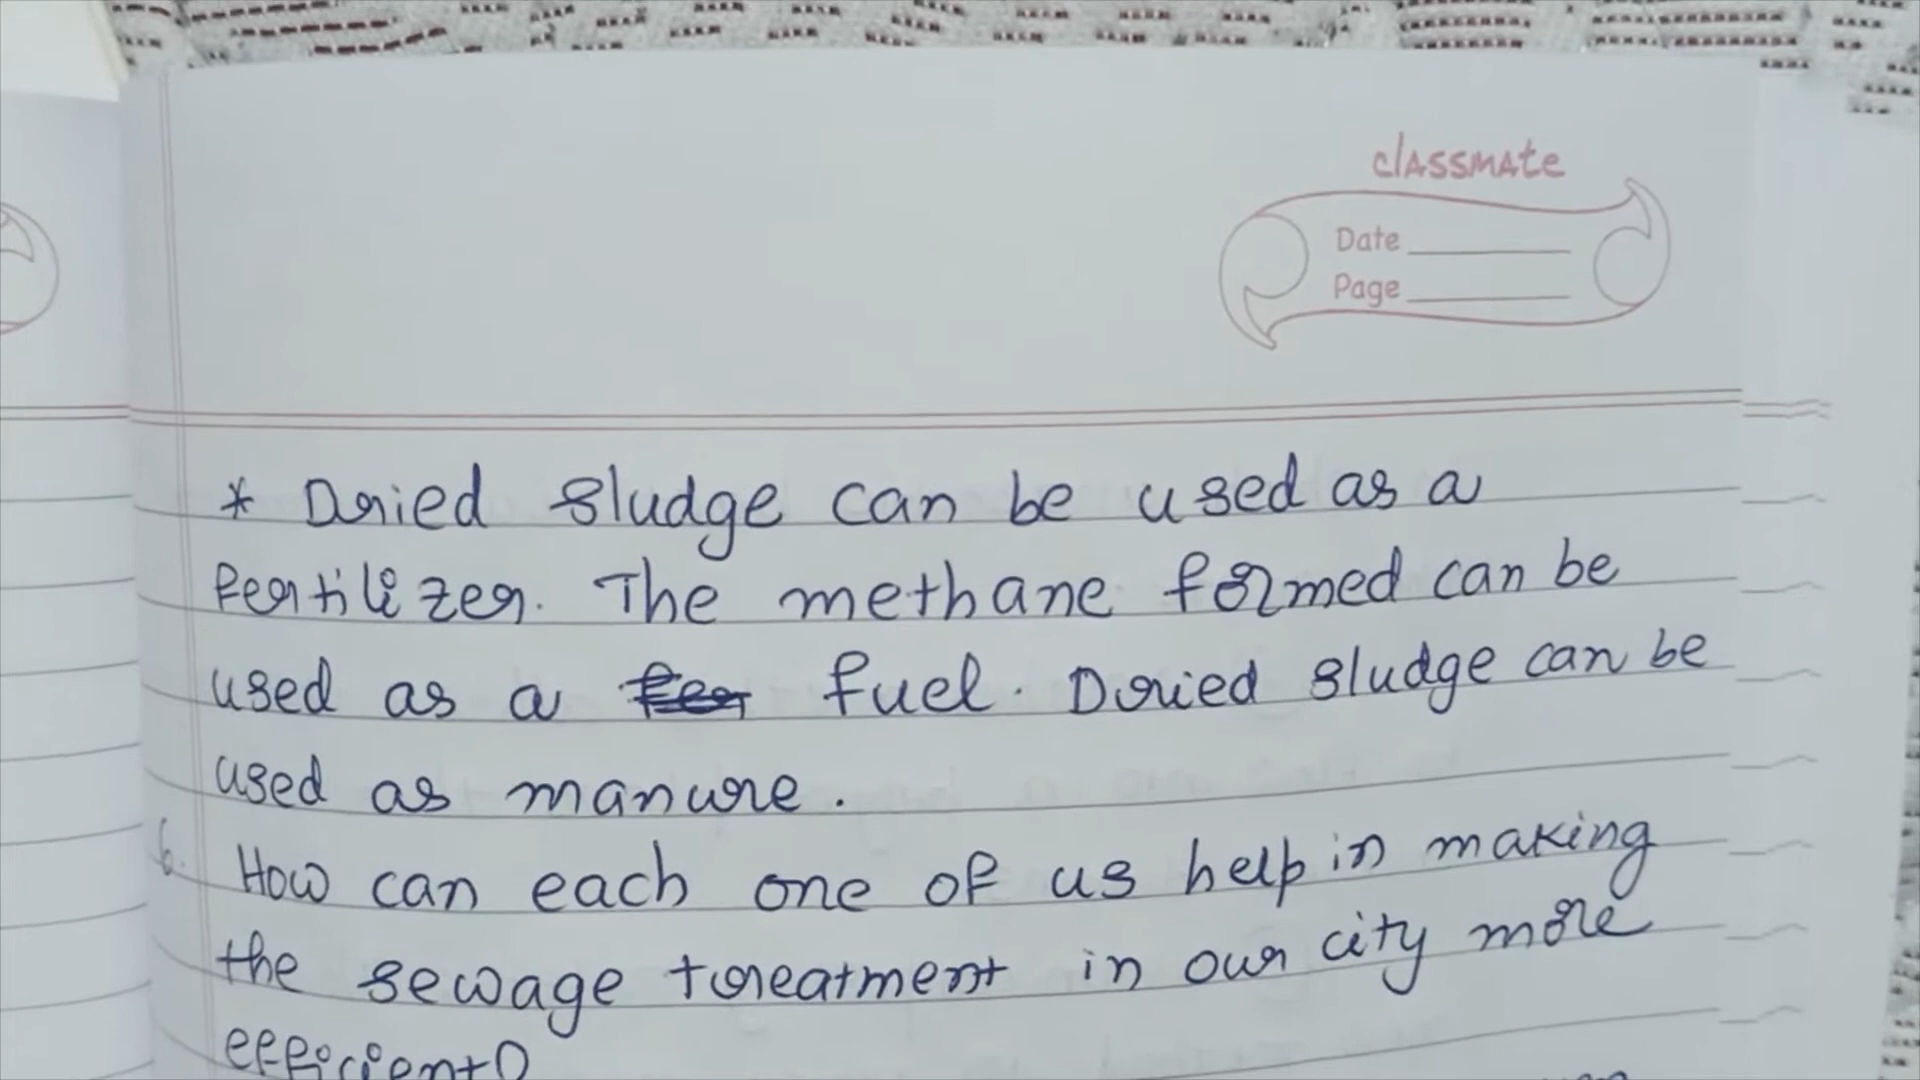 classmate
Date
Page
* Dried sludge can be used as a
fertilizer. The methane formed can be
used as a fuel. Dried sludge can be
used as manure.
6. How can each one of us help in making
the sewage treatment in our city more
efficient?